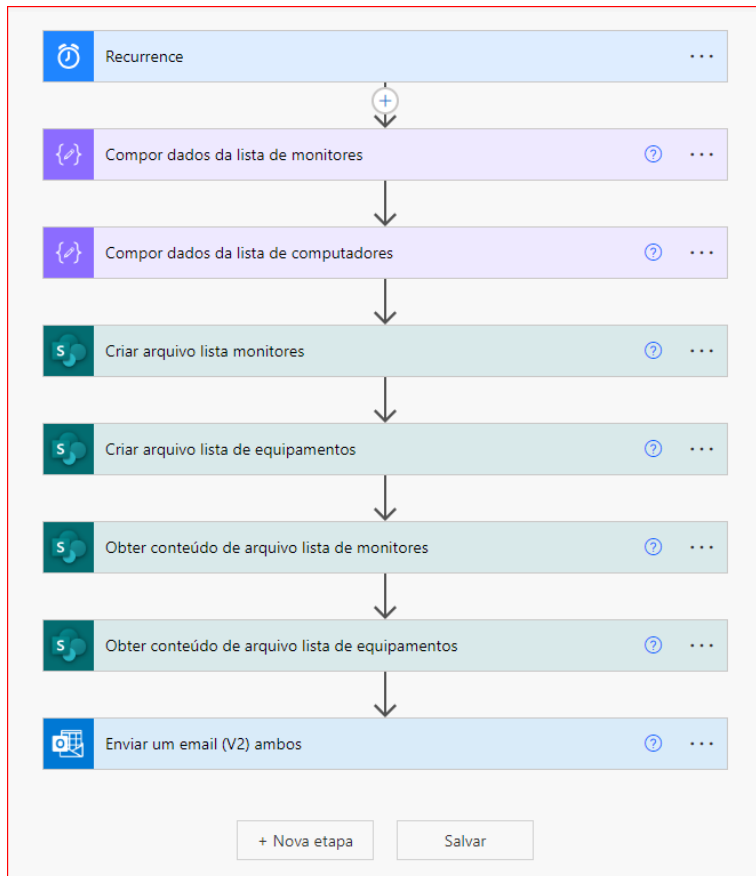 Recurrence
Compor dados da lista de monitores
Compor dados da lista de computadores
Criar arquivo lista monitores
Criar arquivo lista de equipamentos
Obter conteúdo de arquivo lista de monitores
Obter conteúdo de arquivo lista de equipamentos
Enviar um email (V2) ambos
+ Nova etapa Salvar